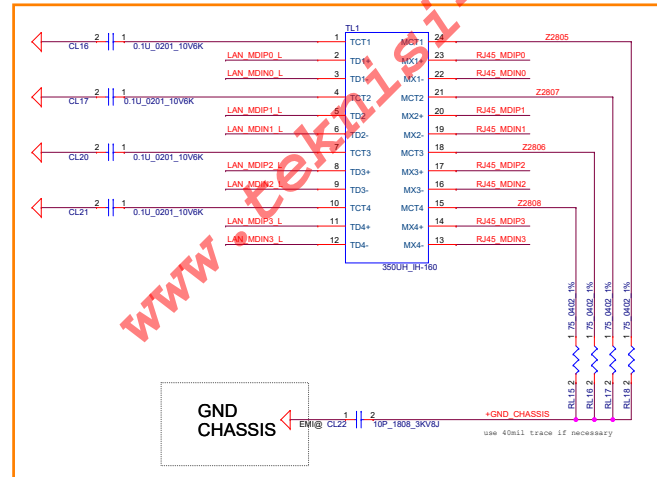 TL1
CL16 2 1 0.1U_0201_10V6K
1 TCT1 MCT1 24 Z2805
LAN_MDIP0_L 2 TD1+ MX1+ 23 RJ45_MDIP0
LAN_MDIN0_L 3 TD1- MX1- 22 RJ45_MDIN0
CL17 2 1 0.1U_0201_10V6K
4 TCT2 MCT2 21 Z2807
LAN_MDIP1_L 5 TD2 MX2+ 20 RJ45_MDIP1
LAN_MDIN1_L 6 TD2- MX2- 19 RJ45_MDIN1
CL20 2 1 0.1U_0201_10V6K
7 TCT3 MCT3 18 Z2806
LAN_MDIP2_L 8 TD3+ MX3+ 17 RJ45_MDIP2
LAN_MDIN2_L 9 TD3- MX3- 16 RJ45_MDIN2
CL21 2 1 0.1U_0201_10V6K
10 TCT4 MCT4 15 Z2808
LAN_MDIP3_L 11 TD4+ MX4+ 14 RJ45_MDIP3
LAN_MDIN3_L 12 TD4- MX4- 13 RJ45_MDIN3
350UH_IH-160
www.teknisi
RL15 2 1 75_0402_1%
RL16 2 1 75_0402_1%
RL17 2 1 75_0402_1%
RL18 2 1 75_0402_1%
GND
CHASSIS
EMI@ CL22 1 2 10P_1808_3KV8J
+GND_CHASSIS
use 40mil trace if necessary